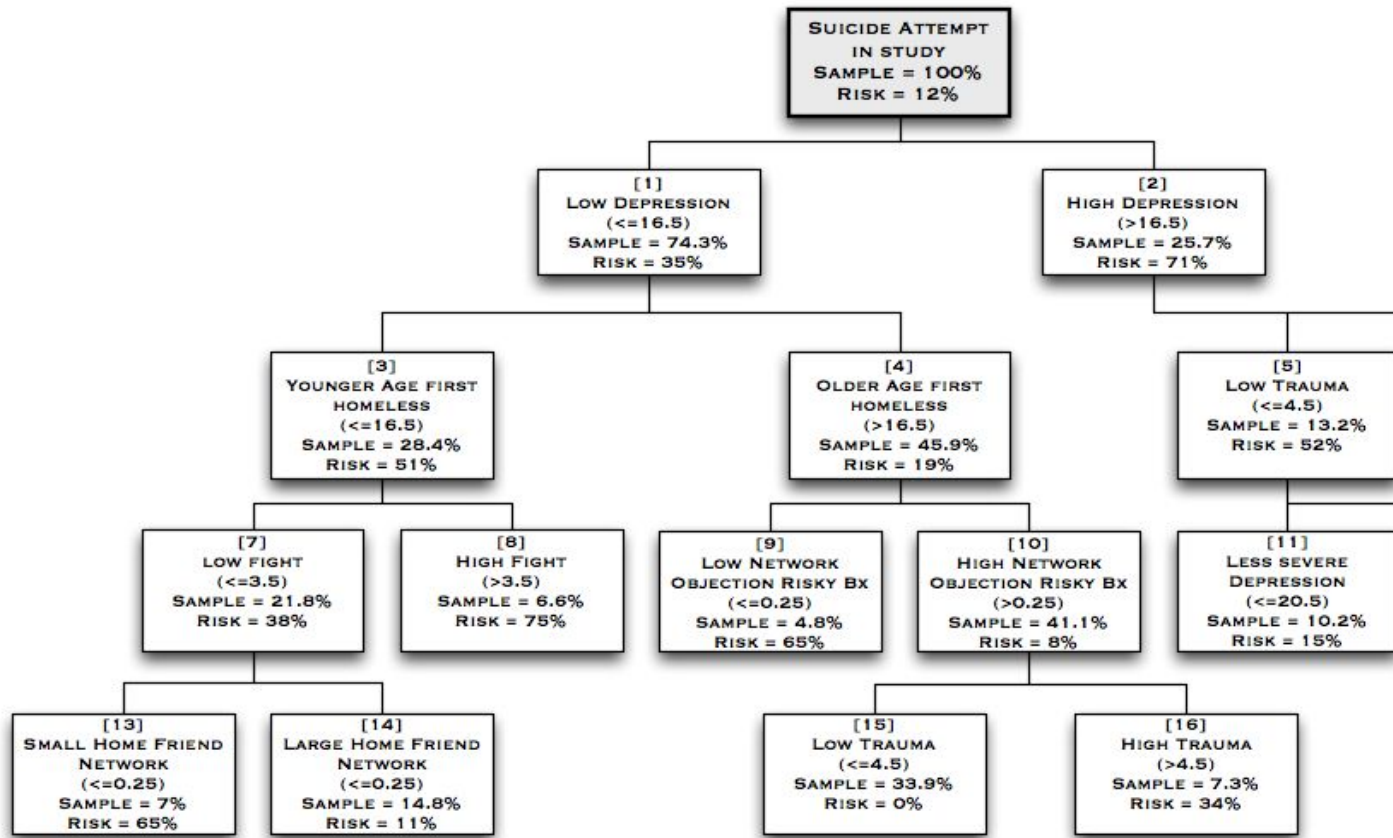 SUICIDE ATTEMPT
IN STUDY
SAMPLE = 100%
RISK = 12%
[1]
LOW DEPRESSION
(<=16.5)
SAMPLE = 74.3%
RISK = 35%
[2]
HIGH DEPRESSION
(>16.5)
SAMPLE = 25.7%
RISK = 71%
[3]
YOUNGER AGE FIRST
HOMELESS
(<=16.5)
SAMPLE = 28.4%
RISK = 51%
[4]
OLDER AGE FIRST
HOMELESS
(>16.5)
SAMPLE = 45.9%
RISK = 19%
[5]
LOW TRAUMA
(<=4.5)
SAMPLE = 13.2%
RISK = 52%
[7]
LOW FIGHT
(<=3.5)
SAMPLE = 21.8%
RISK = 38%
[8]
HIGH FIGHT
(>3.5)
SAMPLE = 6.6%
RISK = 75%
[9]
LOW NETWORK
OBJECTION RISKY BX
(<=0.25)
SAMPLE = 4.8%
RISK = 65%
[10]
HIGH NETWORK
OBJECTION RISKY BX
(>0.25)
SAMPLE = 41.1%
RISK = 8%
[11]
LESS SEVERE
DEPRESSION
(<=20.5)
SAMPLE = 10.2%
RISK = 15%
[13]
SMALL HOME FRIEND
NETWORK
(<=0.25)
SAMPLE = 7%
RISK = 65%
[14]
LARGE HOME FRIEND
NETWORK
(<=0.25)
SAMPLE = 14.8%
RISK = 11%
[15]
LOW TRAUMA
(<=4.5)
SAMPLE = 33.9%
RISK = 0%
[16]
HIGH TRAUMA
(>4.5)
SAMPLE = 7.3%
RISK = 34%